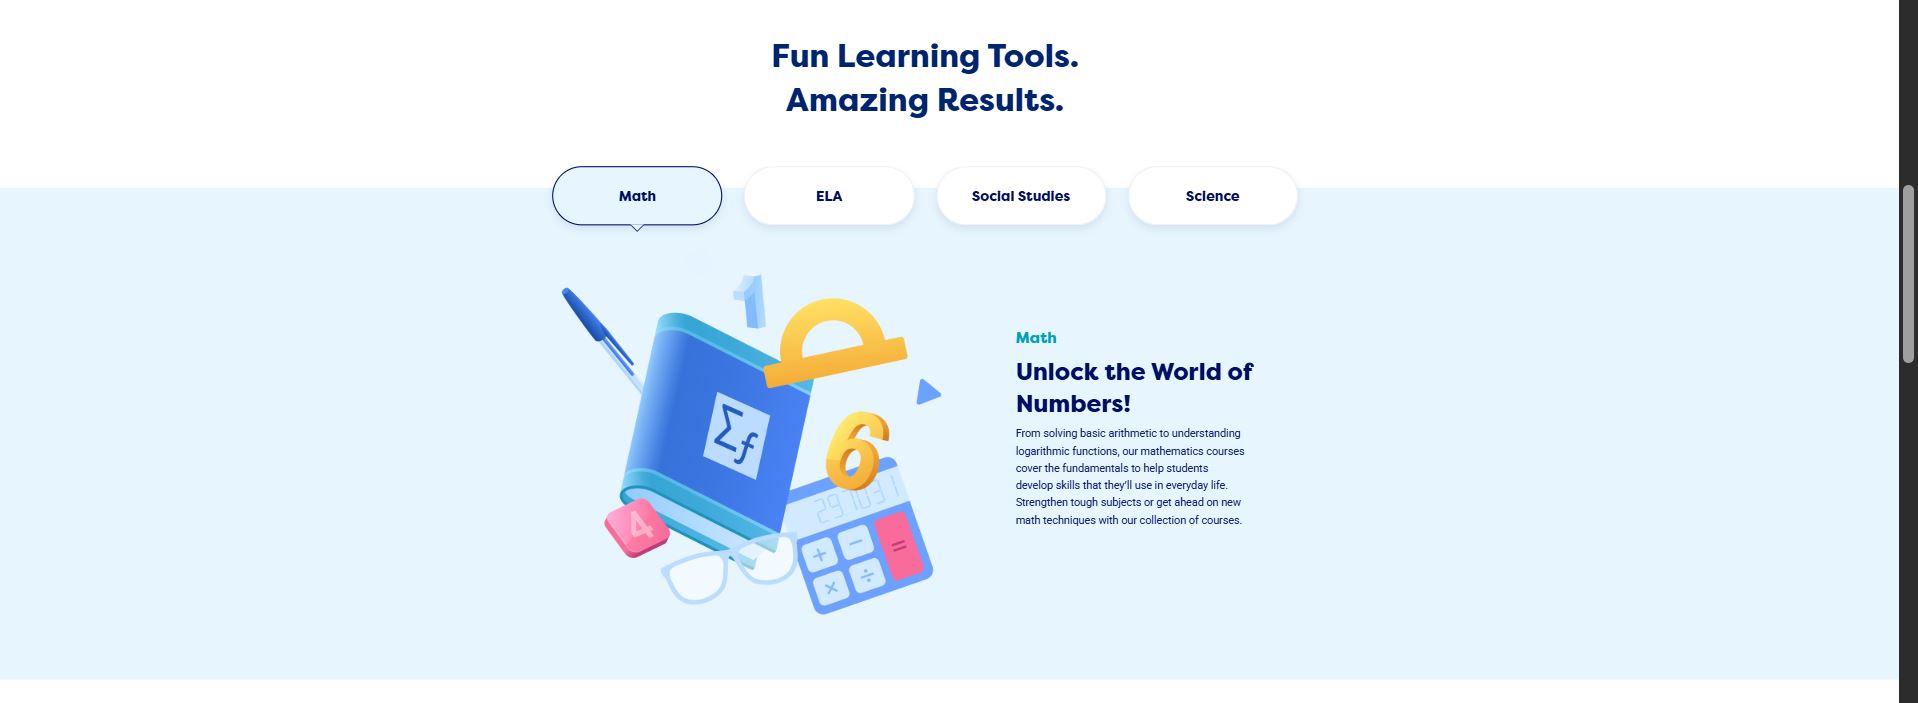 Fun Learning Tools.
Amazing Results.
Math
ELA
Social Studies
Science
1
6
4
Σf
297031
+
−
=
×
÷
Math
Unlock the World of
Numbers!
From solving basic arithmetic to understanding
logarithmic functions, our mathematics courses
cover the fundamentals to help students
develop skills that they'll use in everyday life.
Strengthen tough subjects or get ahead on new
math techniques with our collection of courses.